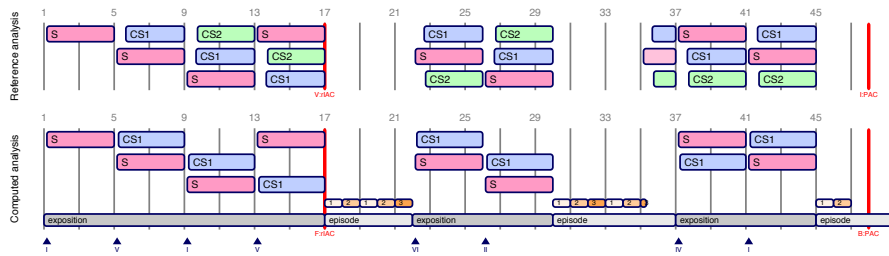 Reference analysis
1 5 9 13 17 21 25 29 33 37 41 45
S CS1 CS2 S CS1 CS2 CS1 S CS1
S CS1 CS2 S CS1 CS1 S
S CS1 CS2 S CS2 CS2
V:rIAC I:PAC
Computed analysis
1 5 9 13 17 21 25 29 33 37 41 45
S CS1 S CS1 S CS1
S CS1 S CS1 CS1 S
S CS1 S
1 2 1 2 3 1 2 3 1 2 1 2
exposition episode exposition episode exposition episode
F:rIAC B:PAC
I V I V VI II IV I